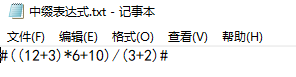 中缀表达式.txt - 记事本
文件(F) 编辑(E) 格式(O) 查看(V) 帮助(H)
#((12+3)*6+10)/(3+2)#